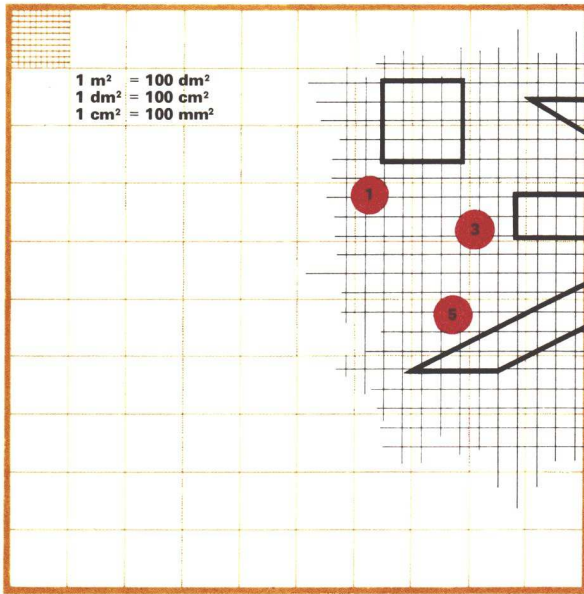 1 m² = 100 dm²
1 dm² = 100 cm²
1 cm² = 100 mm²
1
3
5